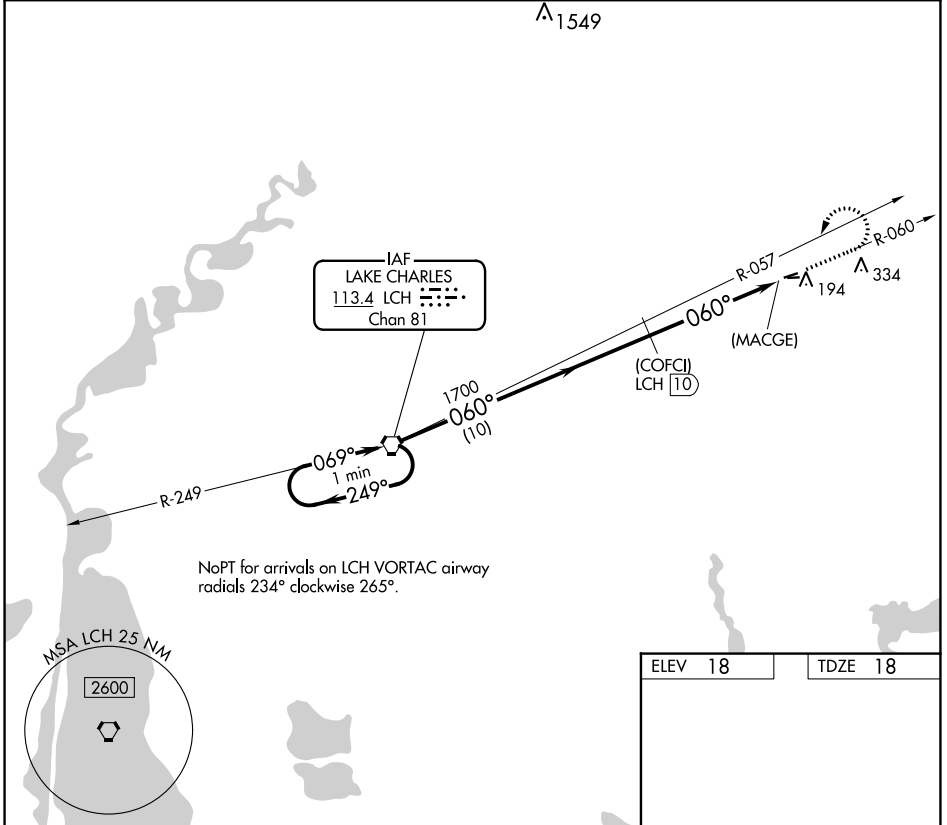 1549
IAF
LAKE CHARLES
113.4 LCH
Chan 81
R-057
R-060
334
194
060°
(MACGE)
(COFCI)
LCH 10
1700
060°
(10)
069°
1 min
249°
R-249
NoPT for arrivals on LCH VORTAC airway
radials 234° clockwise 265°.
MSA LCH 25 NM
2600
ELEV 18
TDZE 18